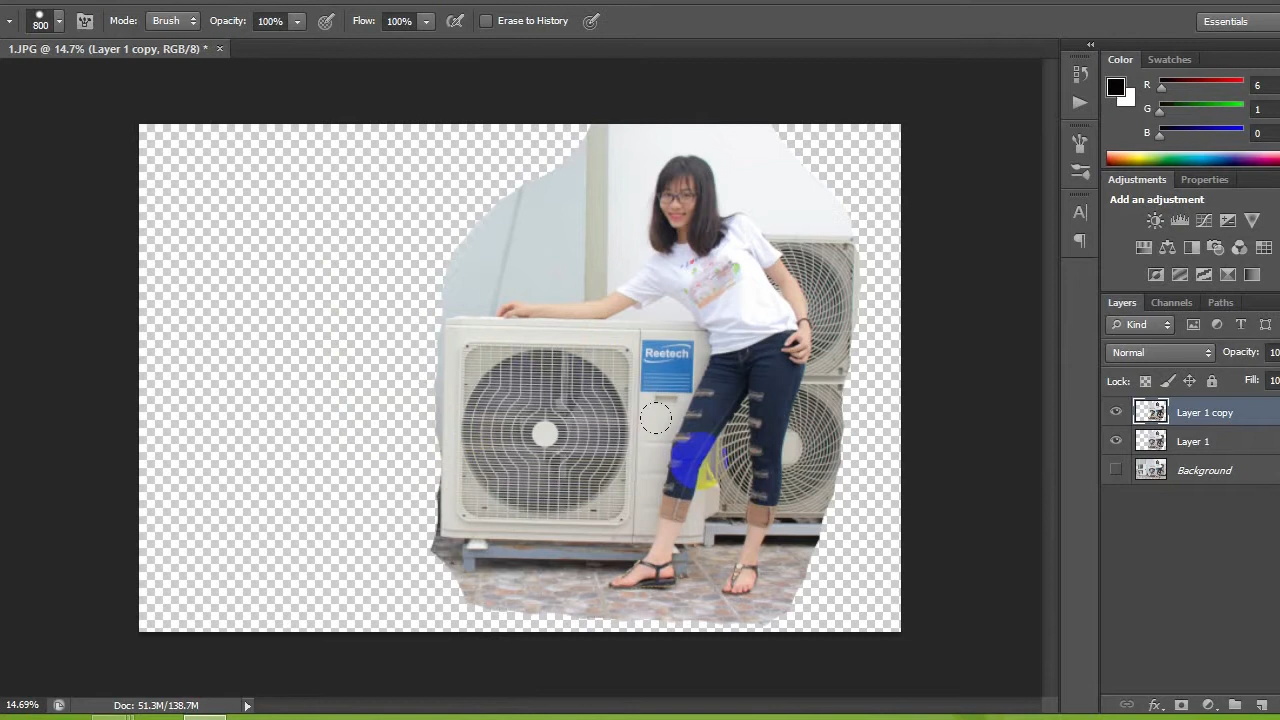 800 Mode: Brush Opacity: 100% Flow: 100% Erase to History Essentials
1.JPG @ 14.7% (Layer 1 copy, RGB/8) * ×
Color Swatches
R 6
G 1
B 0
Adjustments Properties
Add an adjustment
Layers Channels Paths
Kind
Normal Opacity: 10
Lock: Fill: 10
Layer 1 copy
Layer 1
Background
Reetech
14.69% Doc: 51.3M/138.7M